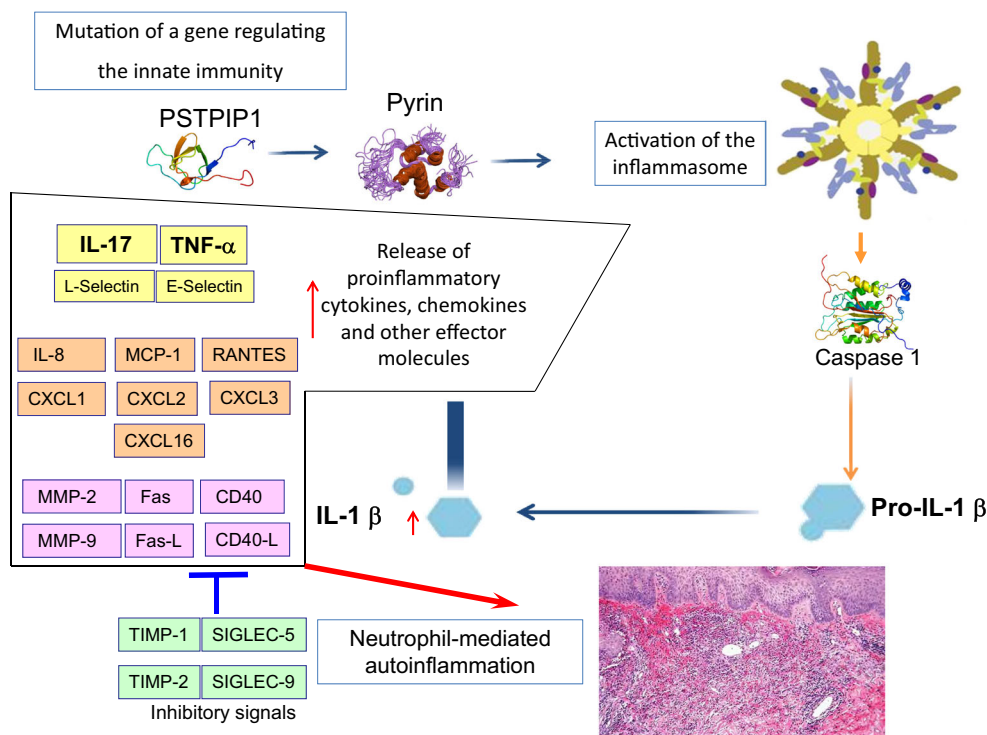 Mutation of a gene regulating
the innate immunity
PSTPIP1
Pyrin
Activation of the
inflammasome
IL-17
TNF-α
L-Selectin
E-Selectin
Release of
proinflammatory
cytokines, chemokines
and other effector
molecules
IL-8
MCP-1
RANTES
CXCL1
CXCL2
CXCL3
CXCL16
Caspase 1
MMP-2
Fas
CD40
MMP-9
Fas-L
CD40-L
IL-1 β
Pro-IL-1 β
TIMP-1
SIGLEC-5
TIMP-2
SIGLEC-9
Inhibitory signals
Neutrophil-mediated
autoinflammation